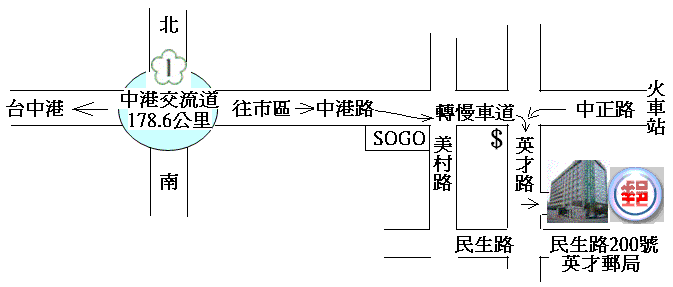 北
1
台中港
中港交流道
178.6公里
往市區
中港路
轉慢車道
中正路
火車站
SOGO
$
美村路
英才路
南
郵
民生路
民生路200號
英才郵局